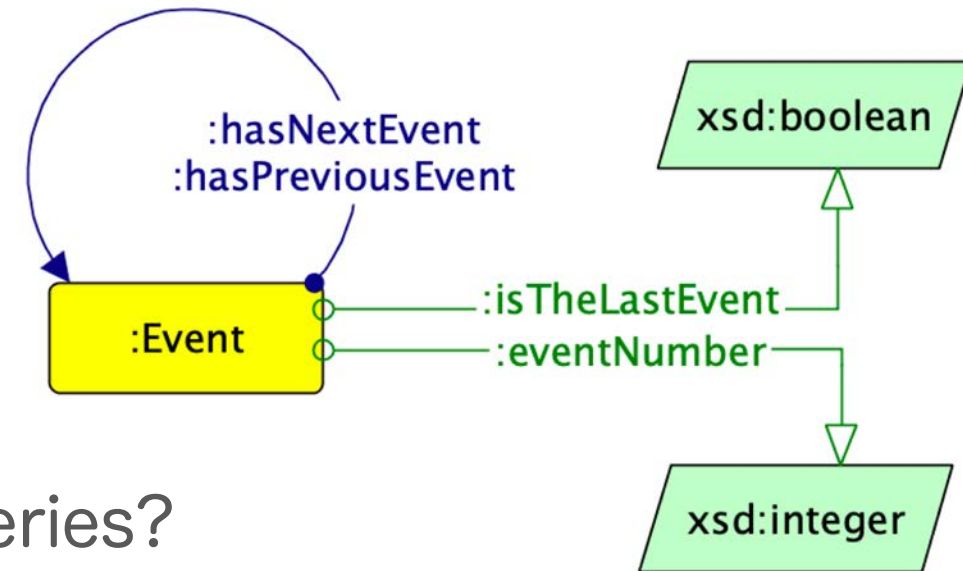 :hasNextEvent
:hasPreviousEvent
xsd:boolean
:Event
:isTheLastEvent
:eventNumber
xsd:integer